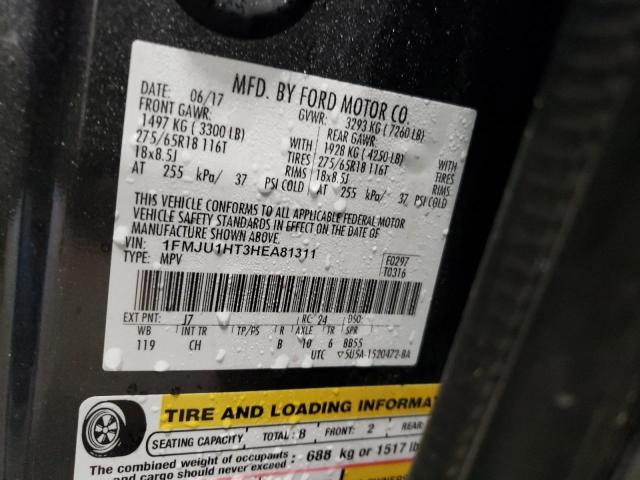 MFD. BY FORD MOTOR CO.
DATE: 06/17 GVWR: 3293 KG ( 7260 LB)
FRONT GAWR: REAR GAWR:
1497 KG ( 3300 LB) 1928 KG ( 4250 LB)
275/65R18 116T WITH TIRES 275/65R18 116T WITH TIRES
18x8.5J RIMS 18x8.5J RIMS
AT 255 kPa/ 37 PSI COLD AT 255 kPa/ 37 PSI COLD
THIS VEHICLE CONFORMS TO ALL APPLICABLE FEDERAL MOTOR
VEHICLE SAFETY STANDARDS IN EFFECT ON THE DATE OF
MANUFACTURE SHOWN ABOVE.
VIN: 1FMJU1HT3HEA81311
TYPE: MPV
F0297
T0316
EXT PNT: J7 RC: 24 DSO:
WB INT TR TP/PS R AXLE TR SPR
119 CH B 10 6 BB55
UTC 5U5A-1520472-BA
TIRE AND LOADING INFORMA
SEATING CAPACITY TOTAL: 8 FRONT: 2 REAR:
The combined weight of occupants
and cargo should never exceed : 688 kg or 1517 lb